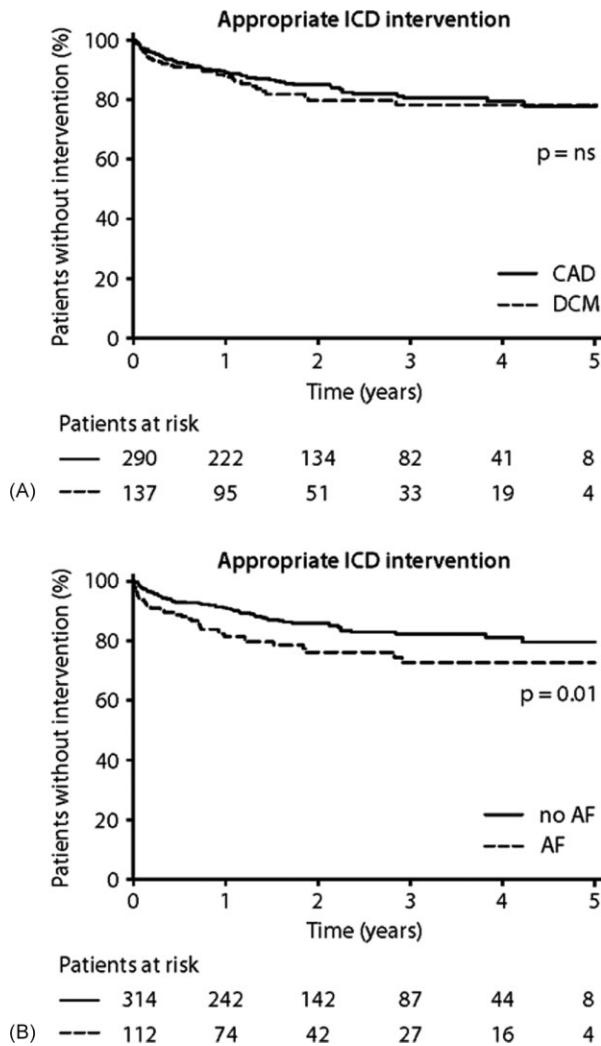 Appropriate ICD intervention
Patients without intervention (%)
100
80
60
40
20
0
p = ns
CAD
DCM
0 1 2 3 4 5
Time (years)
Patients at risk
290 222 134 82 41 8
(A) 137 95 51 33 19 4
Appropriate ICD intervention
Patients without intervention (%)
100
80
60
40
20
0
p = 0.01
no AF
AF
0 1 2 3 4 5
Time (years)
Patients at risk
314 242 142 87 44 8
(B) 112 74 42 27 16 4